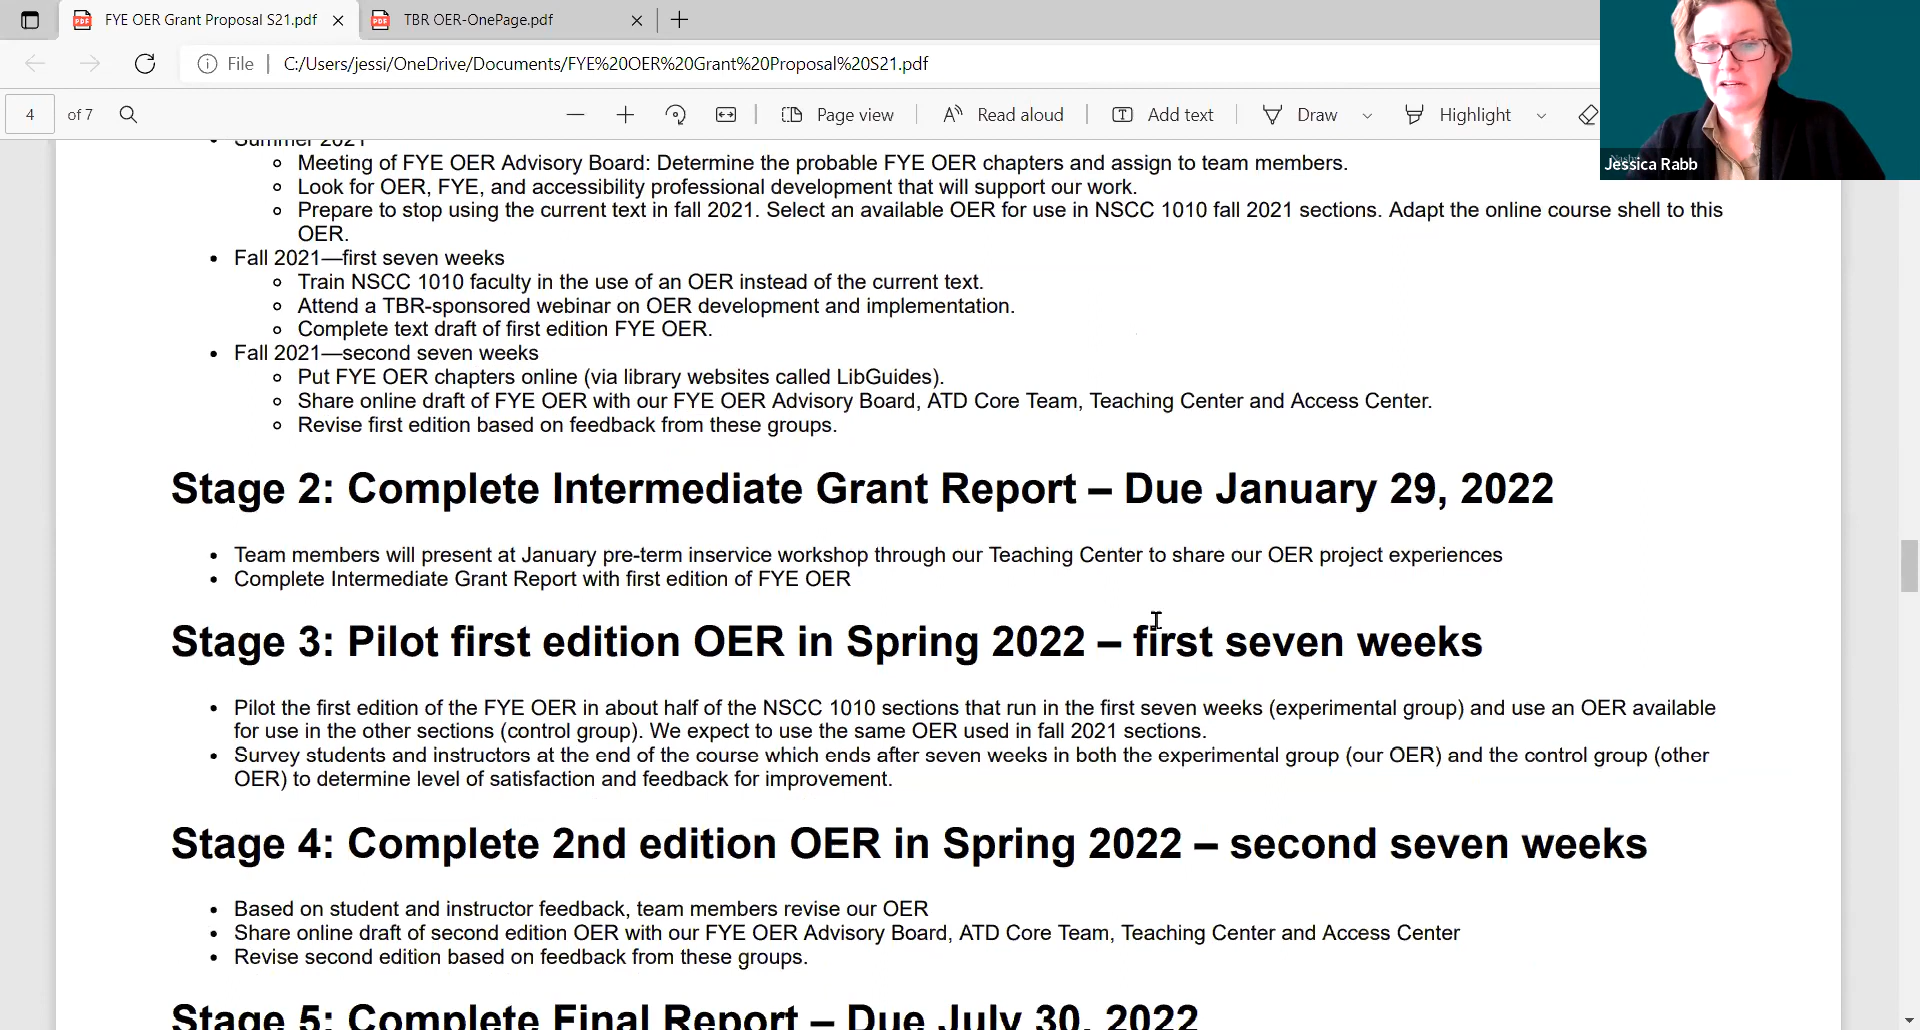 FYE OER Grant Proposal S21.pdf
TBR OER-OnePage.pdf
File
C:/Users/jessi/OneDrive/Documents/FYE%20OER%20Grant%20Proposal%20S21.pdf
4 of 7 Page view Read aloud Add text Draw Highlight
Jessica Rabb
• Summer 2021
Meeting of FYE OER Advisory Board: Determine the probable FYE OER chapters and assign to team members.
Look for OER, FYE, and accessibility professional development that will support our work.
Prepare to stop using the current text in fall 2021. Select an available OER for use in NSCC 1010 fall 2021 sections. Adapt the online course shell to this
OER.
• Fall 2021—first seven weeks
Train NSCC 1010 faculty in the use of an OER instead of the current text.
Attend a TBR-sponsored webinar on OER development and implementation.
Complete text draft of first edition FYE OER.
• Fall 2021—second seven weeks
Put FYE OER chapters online (via library websites called LibGuides).
Share online draft of FYE OER with our FYE OER Advisory Board, ATD Core Team, Teaching Center and Access Center.
Revise first edition based on feedback from these groups.
Stage 2: Complete Intermediate Grant Report – Due January 29, 2022
• Team members will present at January pre-term inservice workshop through our Teaching Center to share our OER project experiences
• Complete Intermediate Grant Report with first edition of FYE OER
Stage 3: Pilot first edition OER in Spring 2022 – first seven weeks
• Pilot the first edition of the FYE OER in about half of the NSCC 1010 sections that run in the first seven weeks (experimental group) and use an OER available
for use in the other sections (control group). We expect to use the same OER used in fall 2021 sections.
• Survey students and instructors at the end of the course which ends after seven weeks in both the experimental group (our OER) and the control group (other
OER) to determine level of satisfaction and feedback for improvement.
Stage 4: Complete 2nd edition OER in Spring 2022 – second seven weeks
• Based on student and instructor feedback, team members revise our OER
• Share online draft of second edition OER with our FYE OER Advisory Board, ATD Core Team, Teaching Center and Access Center
• Revise second edition based on feedback from these groups.
Stage 5: Complete Final Report – Due July 30, 2022